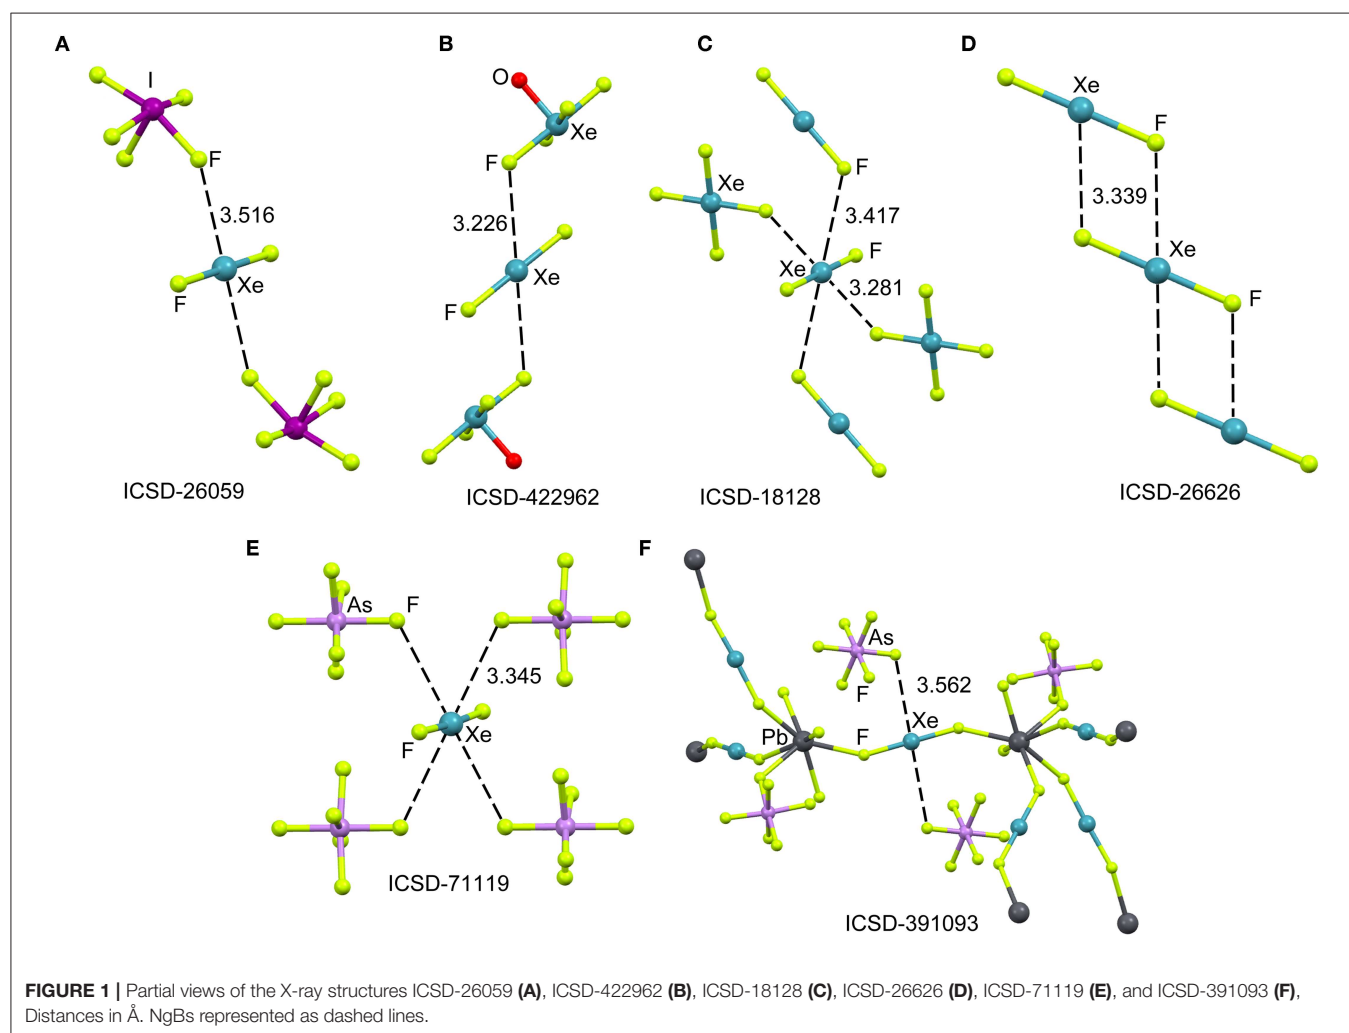 A
I
F
3.516
F
Xe
ICSD-26059
B
O
Xe
F
3.226
Xe
F
ICSD-422962
C
Xe
F
3.417
F
Xe
3.281
ICSD-18128
D
Xe
F
3.339
Xe
F
ICSD-26626
E
As
F
3.345
F
Xe
ICSD-71119
F
As
F
3.562
Xe
Pb
F
ICSD-391093
FIGURE 1 | Partial views of the X-ray structures ICSD-26059 (A), ICSD-422962 (B), ICSD-18128 (C), ICSD-26626 (D), ICSD-71119 (E), and ICSD-391093 (F),
Distances in Å. NgBs represented as dashed lines.